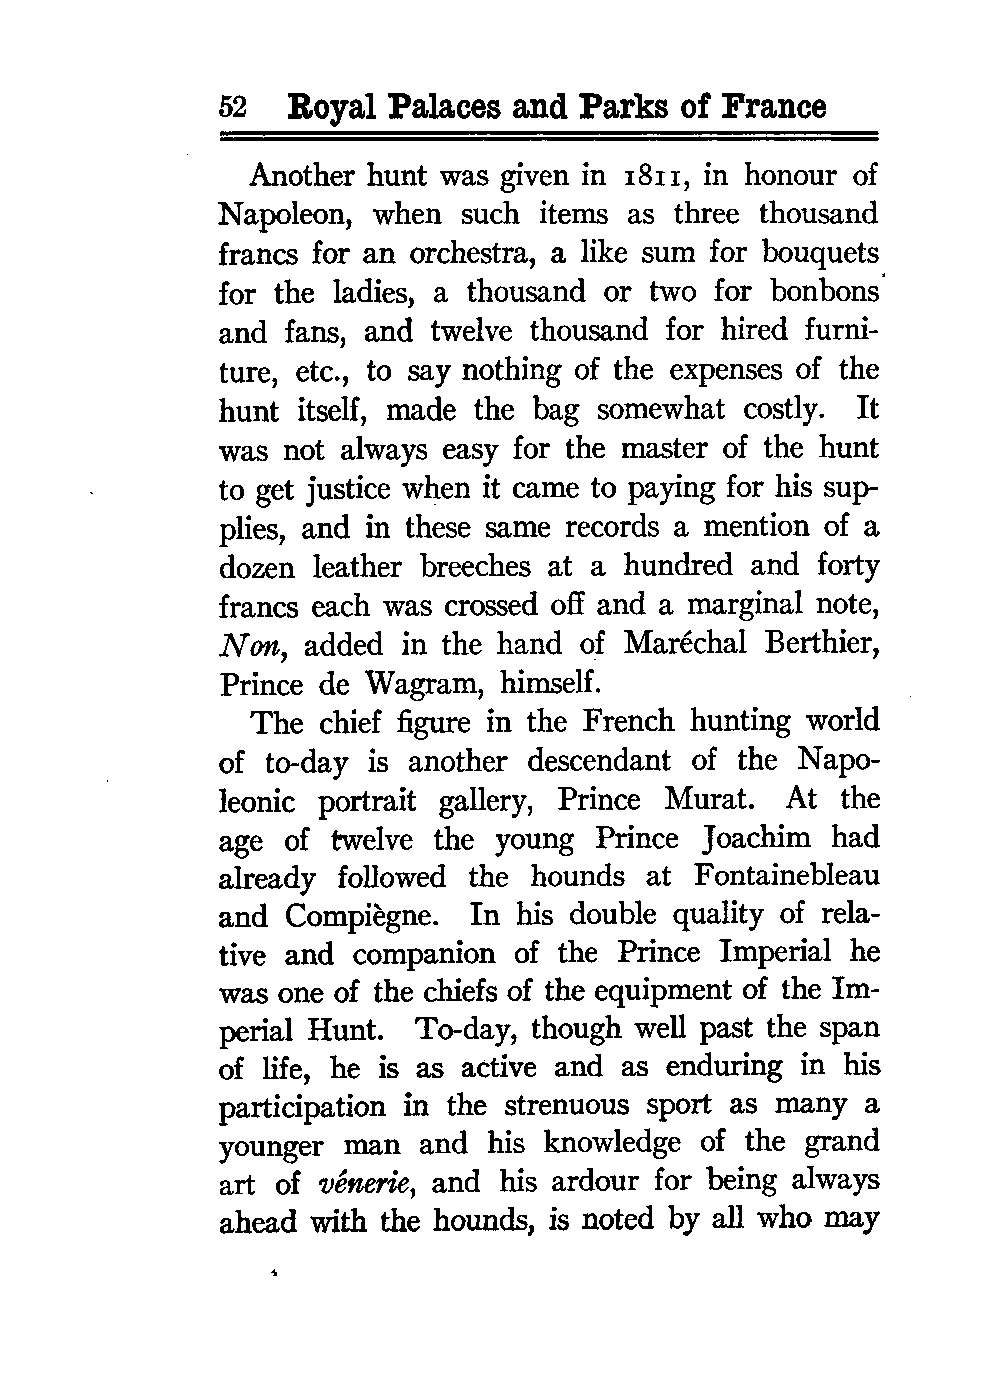 52 Royal Palaces and Parks of France
Another hunt was given in 1811, in honour of
Napoleon, when such items as three thousand
francs for an orchestra, a like sum for bouquets
for the ladies, a thousand or two for bonbons
and fans, and twelve thousand for hired furni-
ture, etc., to say nothing of the expenses of the
hunt itself, made the bag somewhat costly. It
was not always easy for the master of the hunt
to get justice when it came to paying for his sup-
plies, and in these same records a mention of a
dozen leather breeches at a hundred and forty
francs each was crossed off and a marginal note,
Non, added in the hand of Maréchal Berthier,
Prince de Wagram, himself.
The chief figure in the French hunting world
of to-day is another descendant of the Napo-
leonic portrait gallery, Prince Murat. At the
age of twelve the young Prince Joachim had
already followed the hounds at Fontainebleau
and Compiègne. In his double quality of rela-
tive and companion of the Prince Imperial he
was one of the chiefs of the equipment of the Im-
perial Hunt. To-day, though well past the span
of life, he is as active and as enduring in his
participation in the strenuous sport as many a
younger man and his knowledge of the grand
art of vénerie, and his ardour for being always
ahead with the hounds, is noted by all who may